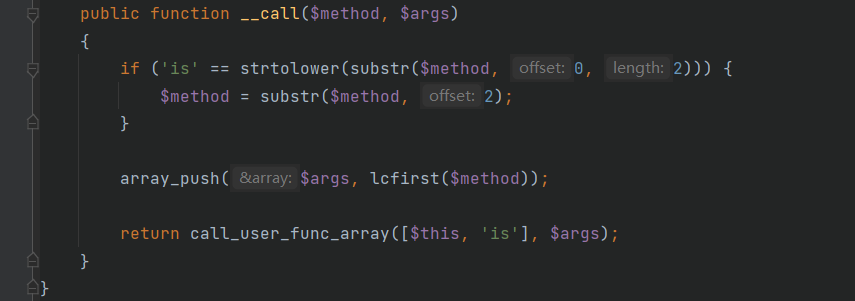 public function __call($method, $args)
{
if ('is' == strtolower(substr($method, offset: 0, length: 2))) {
$method = substr($method, offset: 2);
}
array_push( &array: $args, lcfirst($method));
return call_user_func_array([$this, 'is'], $args);
}
}